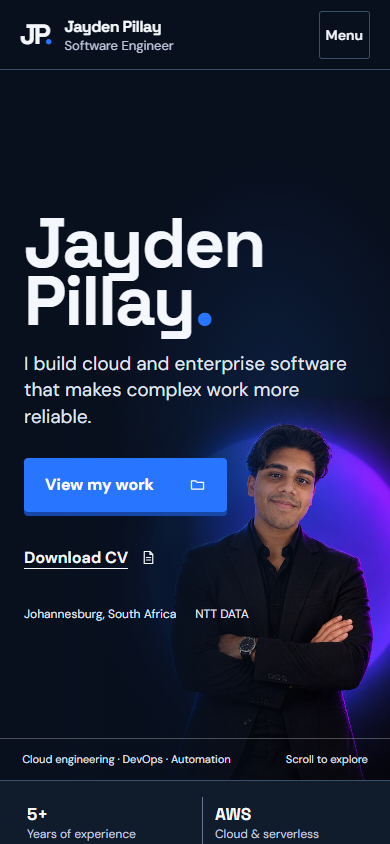 JP.
Jayden Pillay
Software Engineer
Menu
Jayden
Pillay.
I build cloud and enterprise software
that makes complex work more
reliable.
View my work
Download CV
Johannesburg, South Africa
NTT DATA
Cloud engineering · DevOps · Automation
Scroll to explore
5+
Years of experience
AWS
Cloud & serverless